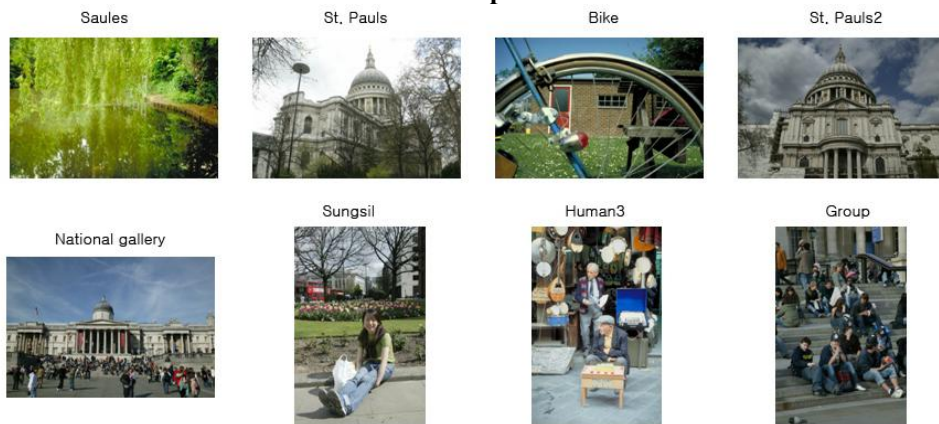 Saules
St. Pauls
Bike
St. Pauls2
National gallery
Sungsil
Human3
Group